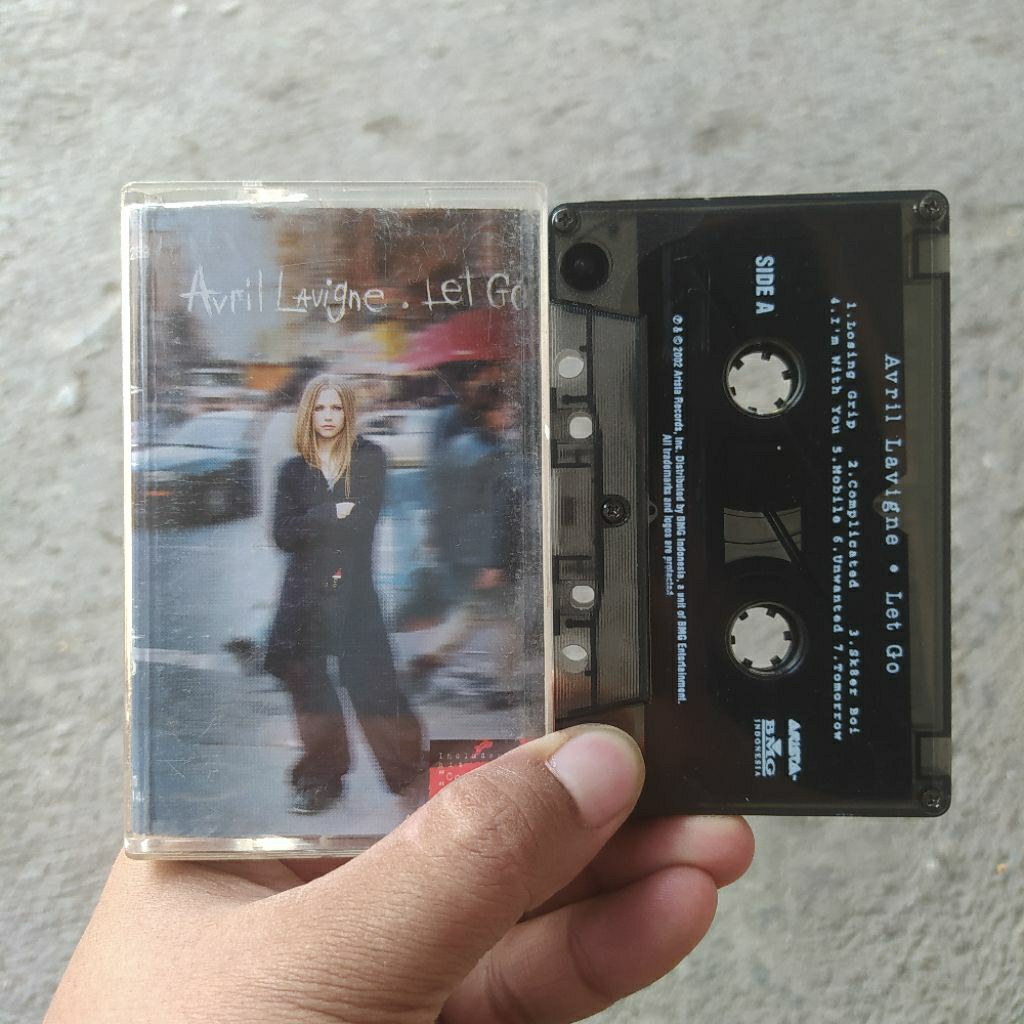 Avril Lavigne . Let Go
Avril Lavigne • Let Go
1.Losing Grip 2.Complicated 3.Sk8er Boi
4.I'm With You 5.Mobile 6.Unwanted 7.Tomorrow
SIDE A
ARISTA
BMG
INDONESIA
℗ & © 2002 Arista Records, Inc. Distributed by BMG Indonesia, a unit of BMG Entertainment.
All trademarks and logos are protected